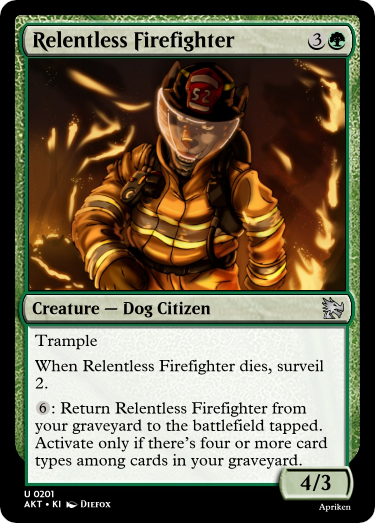 Relentless Firefighter 3
52
Creature — Dog Citizen
Trample
When Relentless Firefighter dies, surveil
2.
6: Return Relentless Firefighter from
your graveyard to the battlefield tapped.
Activate only if there's four or more card
types among cards in your graveyard.
4/3
U 0201
AKT • KI Diefox
Apriken